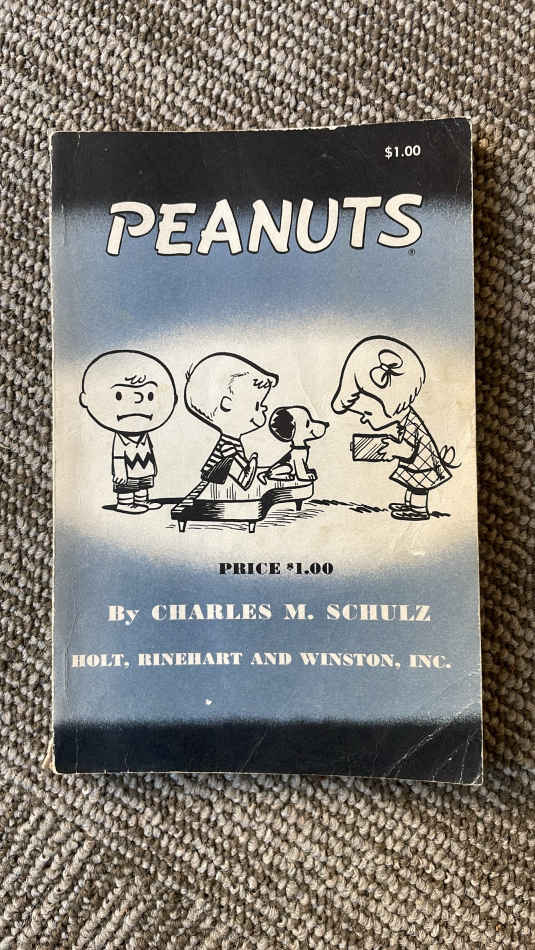 $1.00
PEANUTS
®
PRICE $1.00
By CHARLES M. SCHULZ
HOLT, RINEHART AND WINSTON, INC.